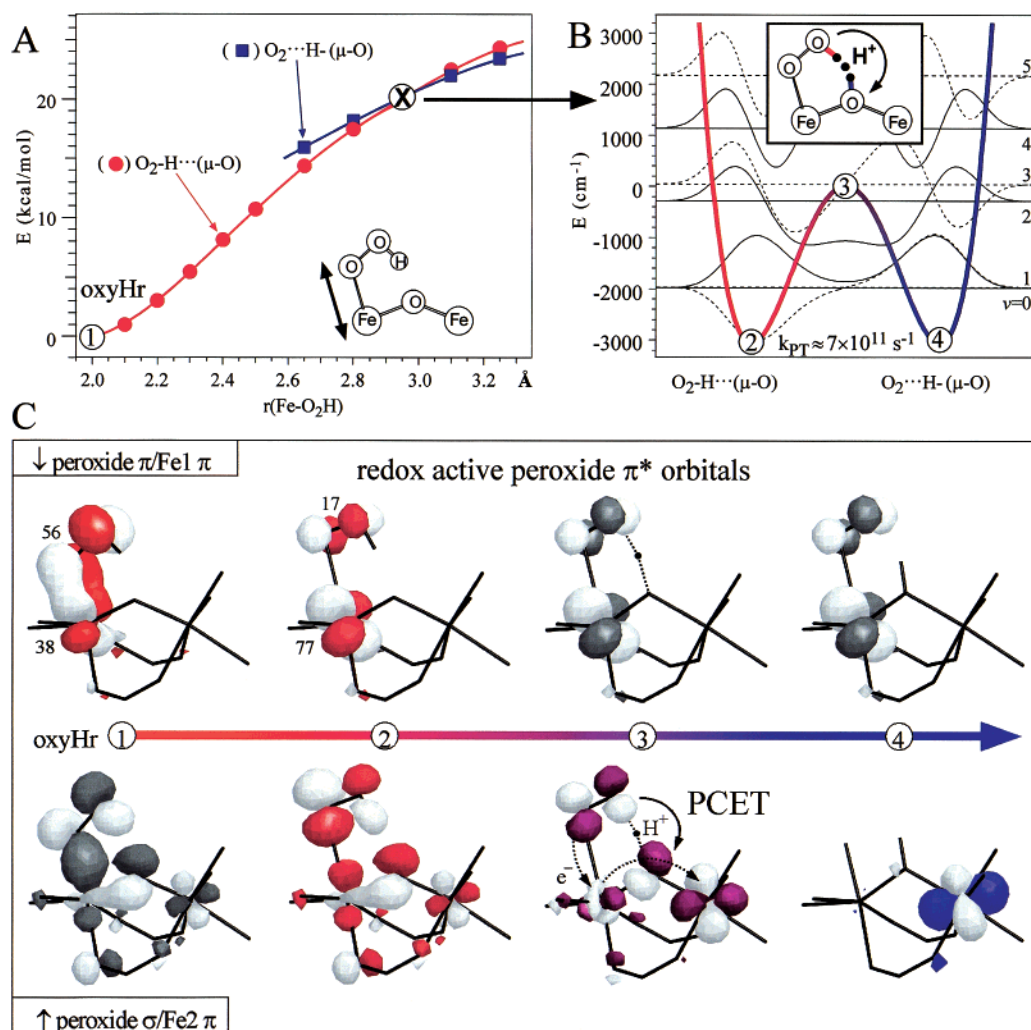 A
( ■ ) O₂···H- (μ-O)
( ● ) O₂-H···(μ-O)
X
20
10
0
E (kcal/mol)
oxyHr
1
O
O
H
Fe
O
Fe
2.0 2.2 2.4 2.6 2.8 3.0 3.2 Å
r(Fe-O₂H)
B
3000
2000
1000
0
-1000
-2000
-3000
E (cm⁻¹)
O
O
H⁺
O
Fe
Fe
5
4
3
2
1
v=0
3
2
4
k_PT ≈ 7×10¹¹ s⁻¹
O₂-H···(μ-O)
O₂···H- (μ-O)
C
↓ peroxide π/Fe1 π
redox active peroxide π* orbitals
56
38
17
77
oxyHr 1 2 3 4
PCET
H⁺
e⁻
↑ peroxide σ/Fe2 π